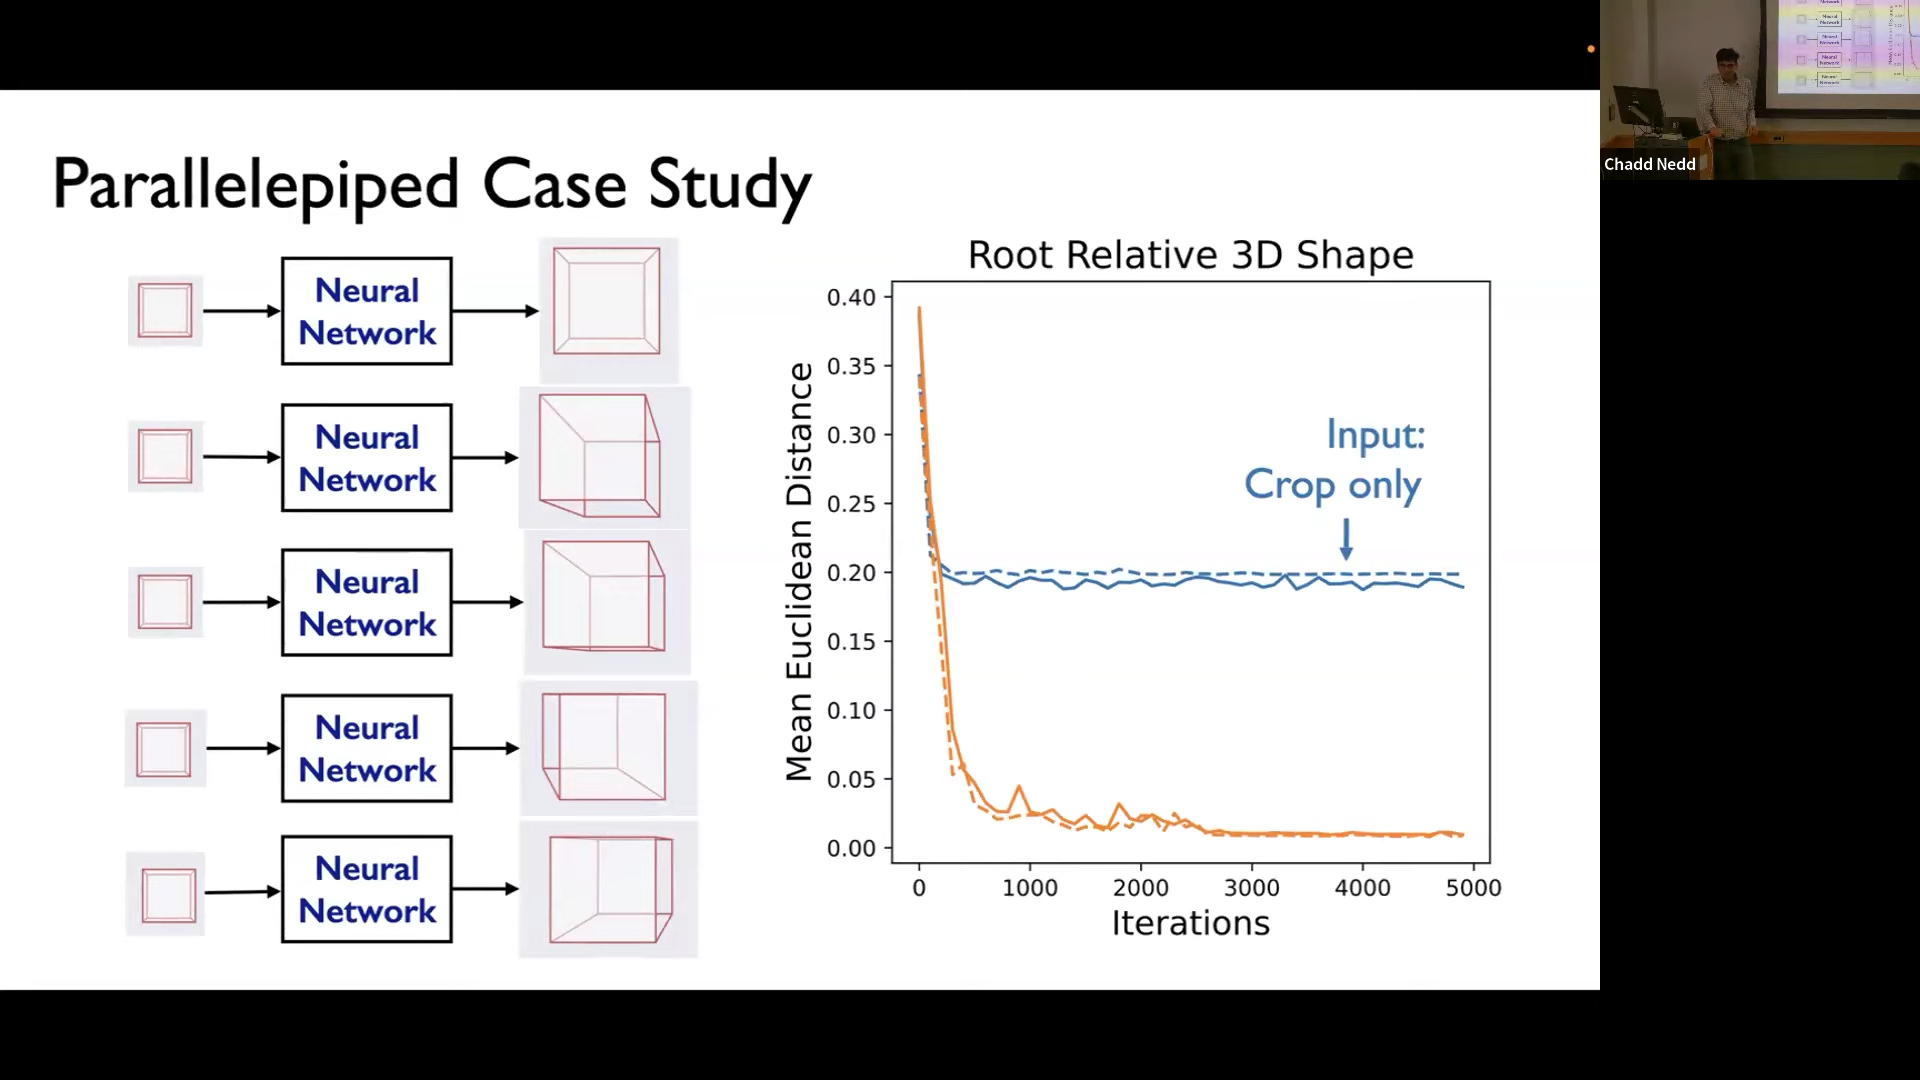 Parallelepiped Case Study
Neural
Network
Neural
Network
Neural
Network
Neural
Network
Neural
Network
Root Relative 3D Shape
Mean Euclidean Distance
0.40
0.35
0.30
0.25
0.20
0.15
0.10
0.05
0.00
Input:
Crop only
0 1000 2000 3000 4000 5000
Iterations
Chadd Nedd